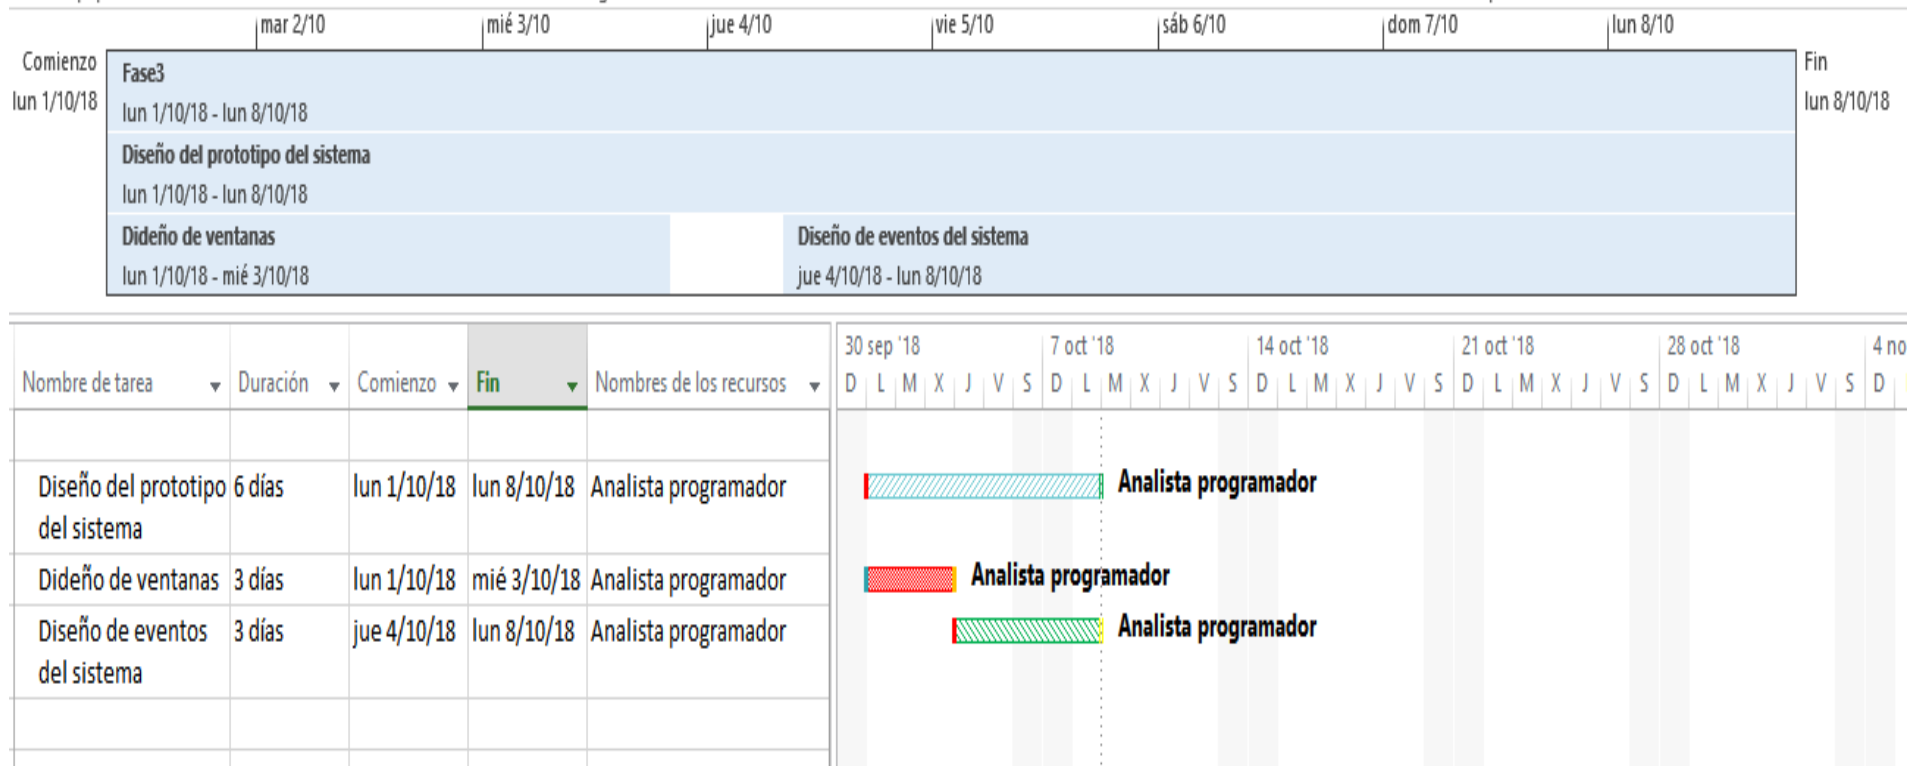 mar 2/10 mié 3/10 jue 4/10 vie 5/10 sáb 6/10 dom 7/10 lun 8/10
Comienzo
lun 1/10/18
Fase3
lun 1/10/18 - lun 8/10/18
Diseño del prototipo del sistema
lun 1/10/18 - lun 8/10/18
Dideño de ventanas
lun 1/10/18 - mié 3/10/18
Diseño de eventos del sistema
jue 4/10/18 - lun 8/10/18
Fin
lun 8/10/18
Nombre de tarea Duración Comienzo Fin Nombres de los recursos
30 sep '18 7 oct '18 14 oct '18 21 oct '18 28 oct '18 4 no
D L M X J V S D L M X J V S D L M X J V S D L M X J V S D L M X J V S D
Diseño del prototipo 6 días lun 1/10/18 lun 8/10/18 Analista programador
del sistema
Analista programador
Dideño de ventanas 3 días lun 1/10/18 mié 3/10/18 Analista programador
Analista programador
Diseño de eventos 3 días jue 4/10/18 lun 8/10/18 Analista programador
del sistema
Analista programador